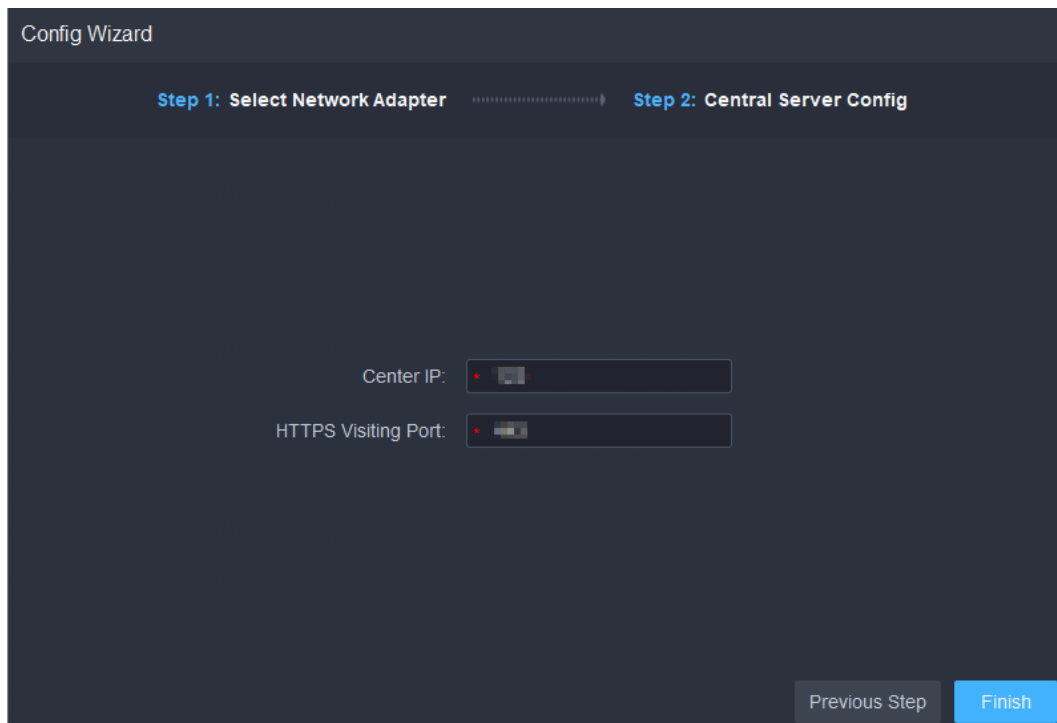 Config Wizard
Step 1: Select Network Adapter Step 2: Central Server Config
Center IP: *
HTTPS Visiting Port: *
Previous Step Finish